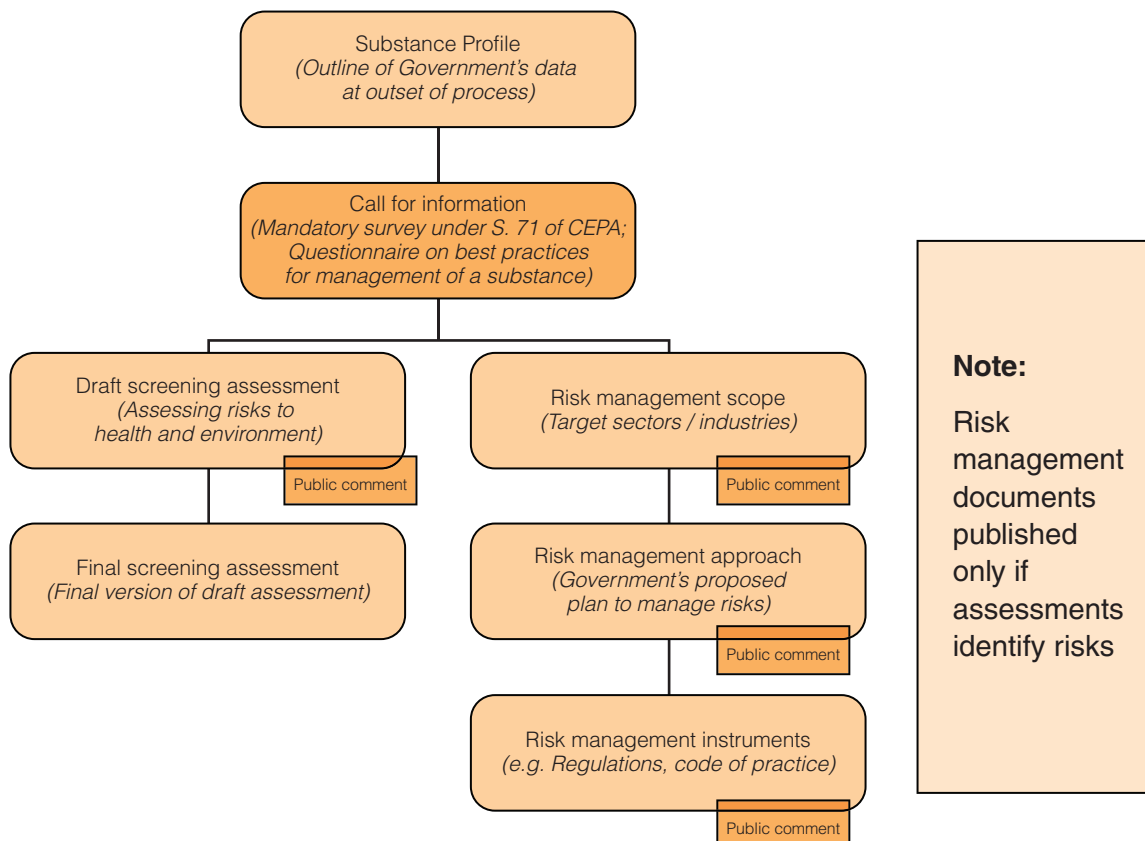 Substance Profile
(Outline of Government's data
at outset of process)
Call for information
(Mandatory survey under S. 71 of CEPA;
Questionnaire on best practices
for management of a substance)
Draft screening assessment
(Assessing risks to
health and environment)
Public comment
Final screening assessment
(Final version of draft assessment)
Risk management scope
(Target sectors / industries)
Public comment
Risk management approach
(Government's proposed
plan to manage risks)
Public comment
Risk management instruments
(e.g. Regulations, code of practice)
Public comment
Note:
Risk
management
documents
published
only if
assessments
identify risks